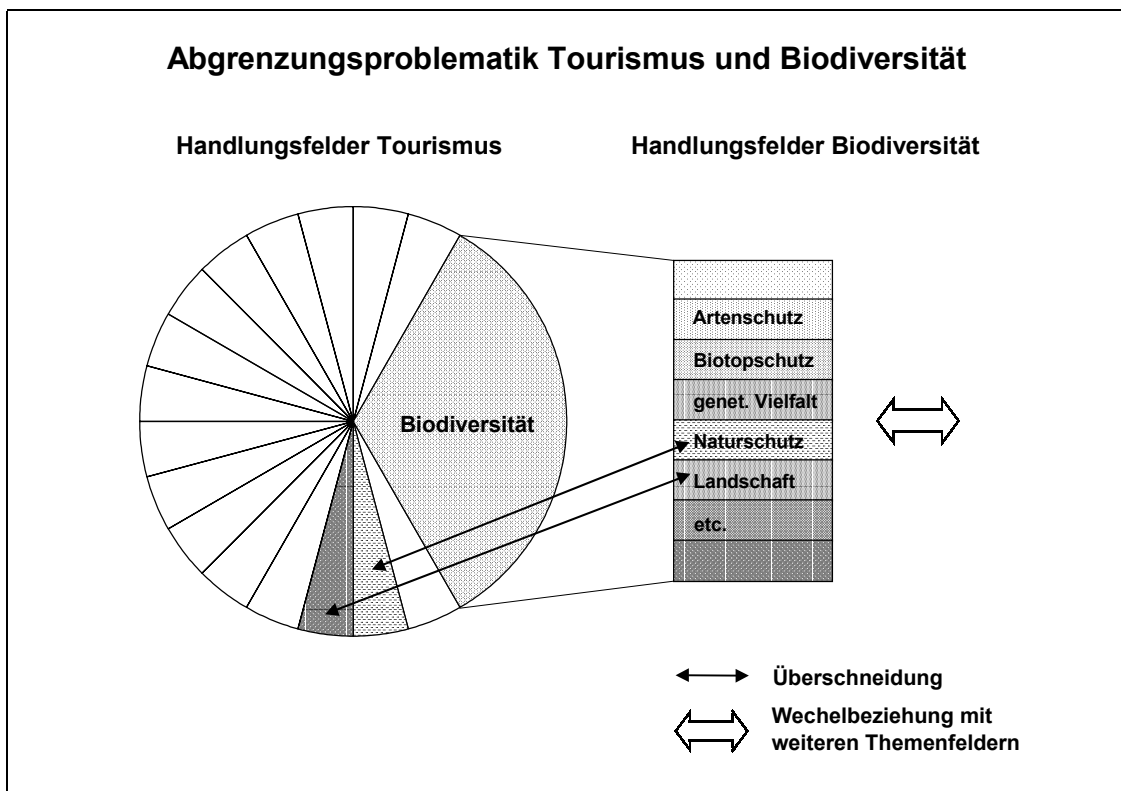 Abgrenzungsproblematik Tourismus und Biodiversität
Handlungsfelder Tourismus
Handlungsfelder Biodiversität
Biodiversität
Artenschutz
Biotopschutz
genet. Vielfalt
Naturschutz
Landschaft
etc.
Überschneidung
Wechelbeziehung mit
weiteren Themenfeldern